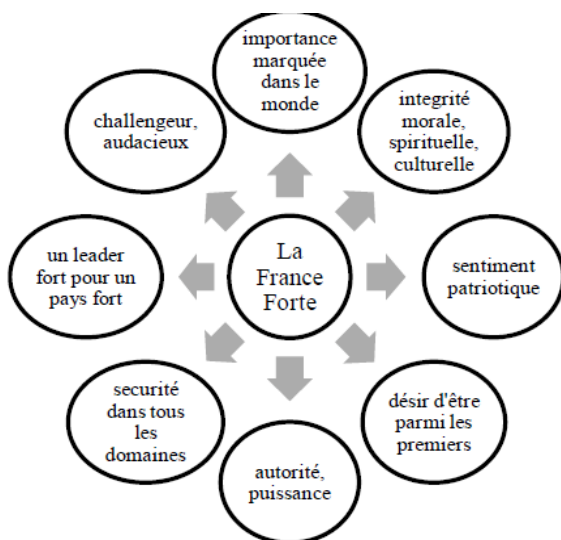 importance
marquée
dans le
monde
integrité
morale,
spirituelle,
culturelle
sentiment
patriotique
désir d'être
parmi les
premiers
autorité,
puissance
securité
dans tous
les
domaines
un leader
fort pour un
pays fort
challengeur,
audacieux
La
France
Forte